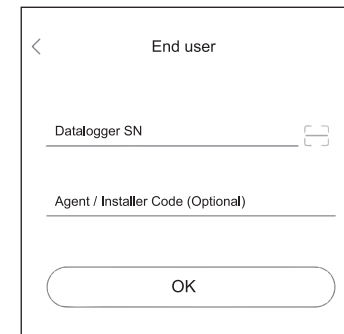 End user
Datalogger SN
Agent / Installer Code (Optional)
OK